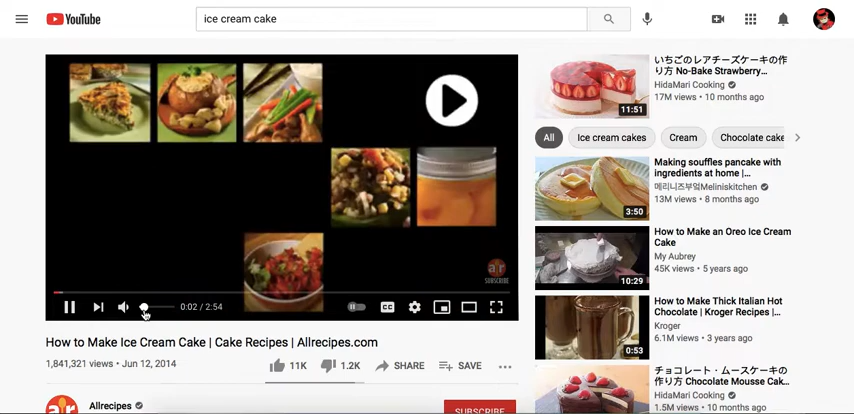 YouTube
ice cream cake
ar
SUBSCRIBE
0:02 / 2:54
CC
How to Make Ice Cream Cake | Cake Recipes | Allrecipes.com
1,841,321 views • Jun 12, 2014
11K
1.2K
SHARE
SAVE
Allrecipes
SUBSCRIBE
11:51
いちごのレアチーズケーキの作
り方 No-Bake Strawberry...
HidaMari Cooking
17M views • 10 months ago
All
Ice cream cakes
Cream
Chocolate cake
3:50
Making souffles pancake with
ingredients at home |...
메리니즈부엌Meliniskitchen
13M views • 8 months ago
10:29
How to Make an Oreo Ice Cream
Cake
My Aubrey
45K views • 5 years ago
0:53
How to Make Thick Italian Hot
Chocolate | Kroger Recipes |...
Kroger
6.1M views • 3 years ago
チョコレート・ムースケーキの
作り方 Chocolate Mousse Cak...
HidaMari Cooking
1.5M views • 10 months ago